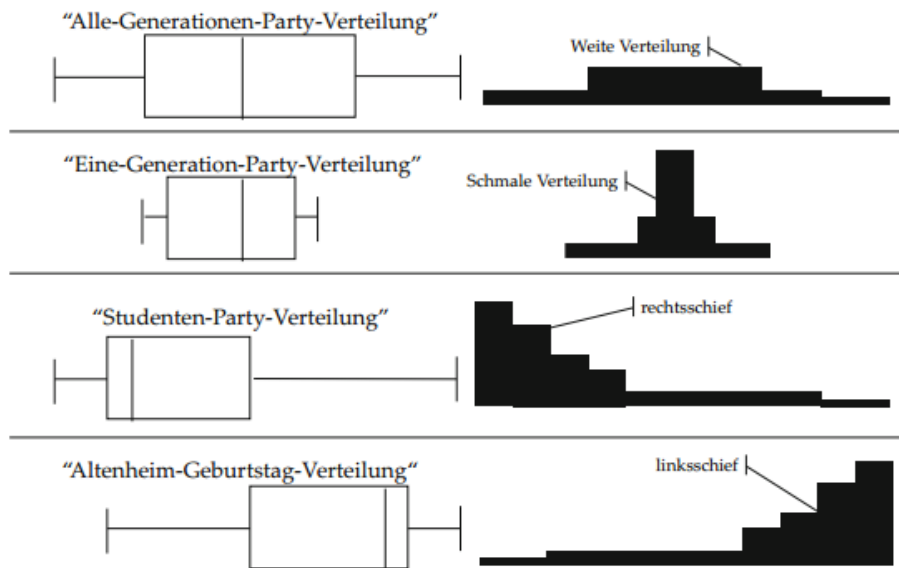 “Alle-Generationen-Party-Verteilung”
Weite Verteilung
“Eine-Generation-Party-Verteilung”
Schmale Verteilung
“Studenten-Party-Verteilung”
rechtsschief
“Altenheim-Geburtstag-Verteilung“
linksschief